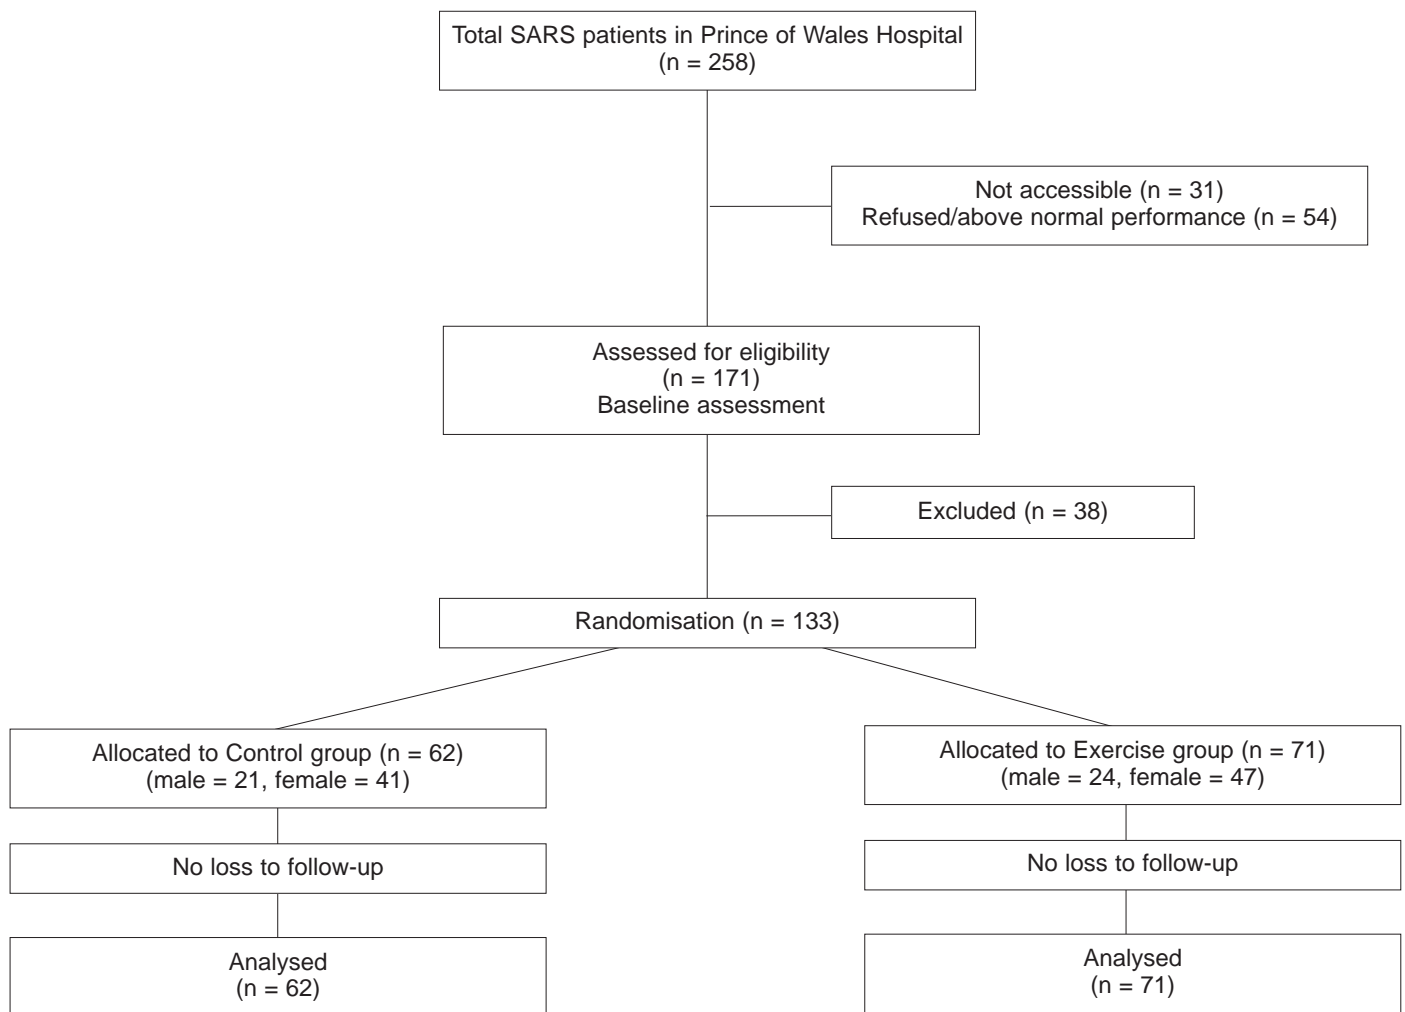 Total SARS patients in Prince of Wales Hospital
(n = 258)
Not accessible (n = 31)
Refused/above normal performance (n = 54)
Assessed for eligibility
(n = 171)
Baseline assessment
Excluded (n = 38)
Randomisation (n = 133)
Allocated to Control group (n = 62)
(male = 21, female = 41)
Allocated to Exercise group (n = 71)
(male = 24, female = 47)
No loss to follow-up
No loss to follow-up
Analysed
(n = 62)
Analysed
(n = 71)